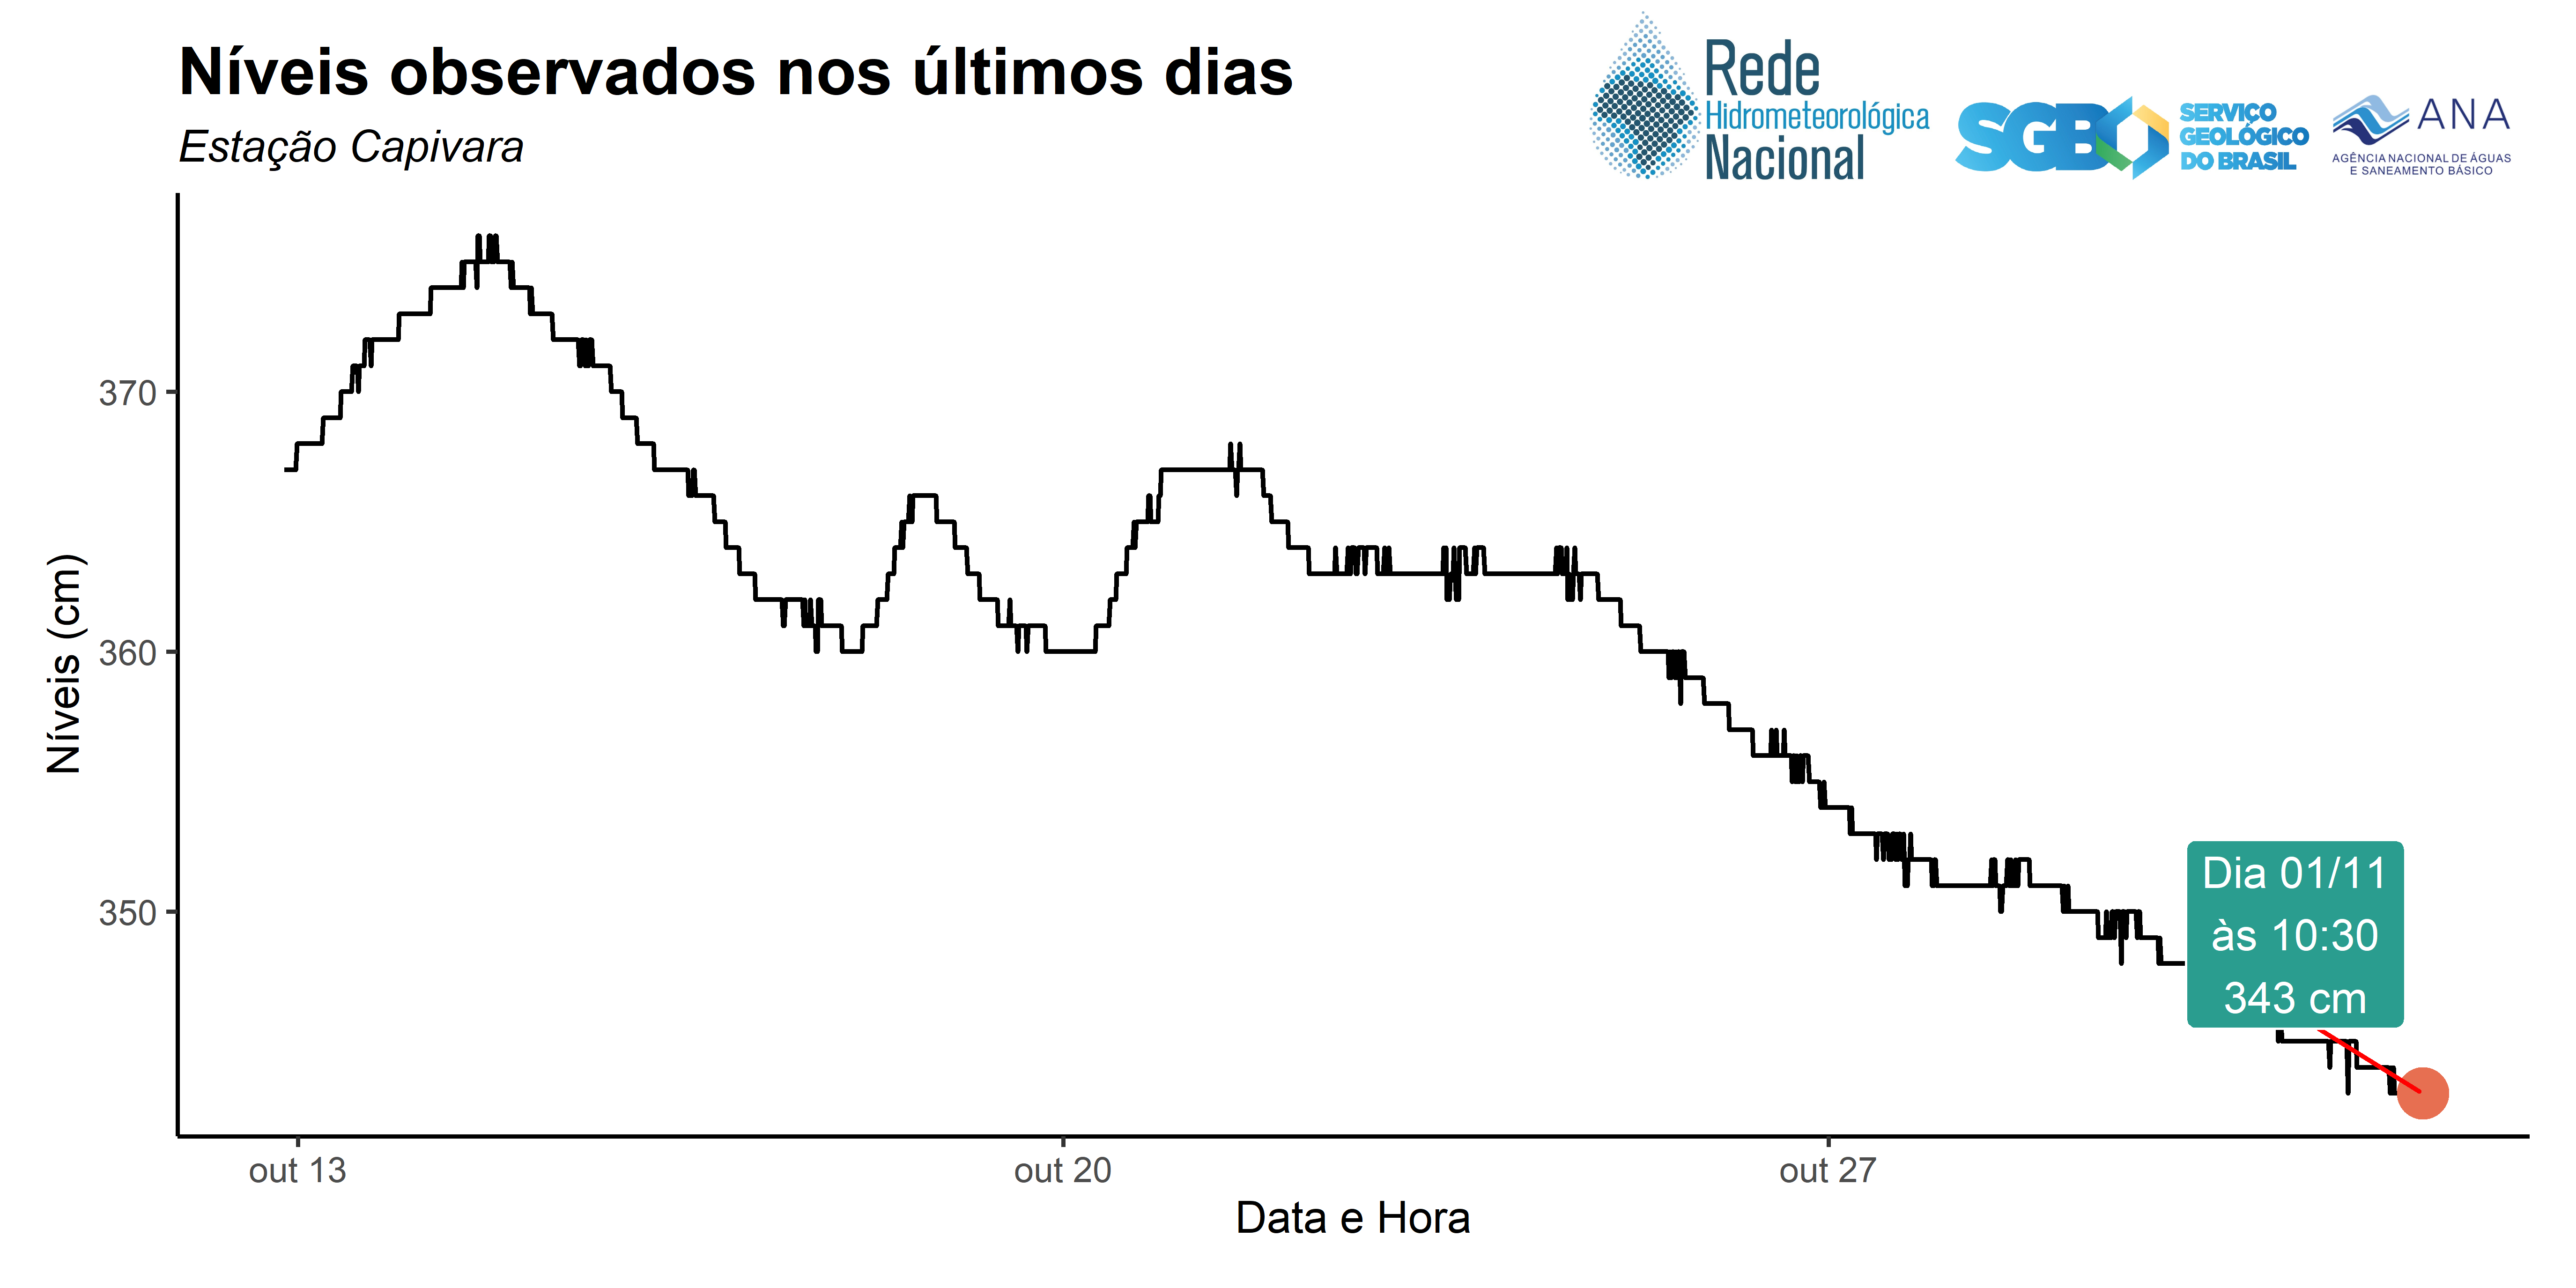 Níveis observados nos últimos dias
Estação Capivara
Rede
Hidrometeorológica
Nacional
SGB
SERVIÇO
GEOLÓGICO
DO BRASIL
ANA
AGÊNCIA NACIONAL DE ÁGUAS
E SANEAMENTO BÁSICO
Níveis (cm)
370
360
350
Dia 01/11
às 10:30
343 cm
out 13
out 20
out 27
Data e Hora